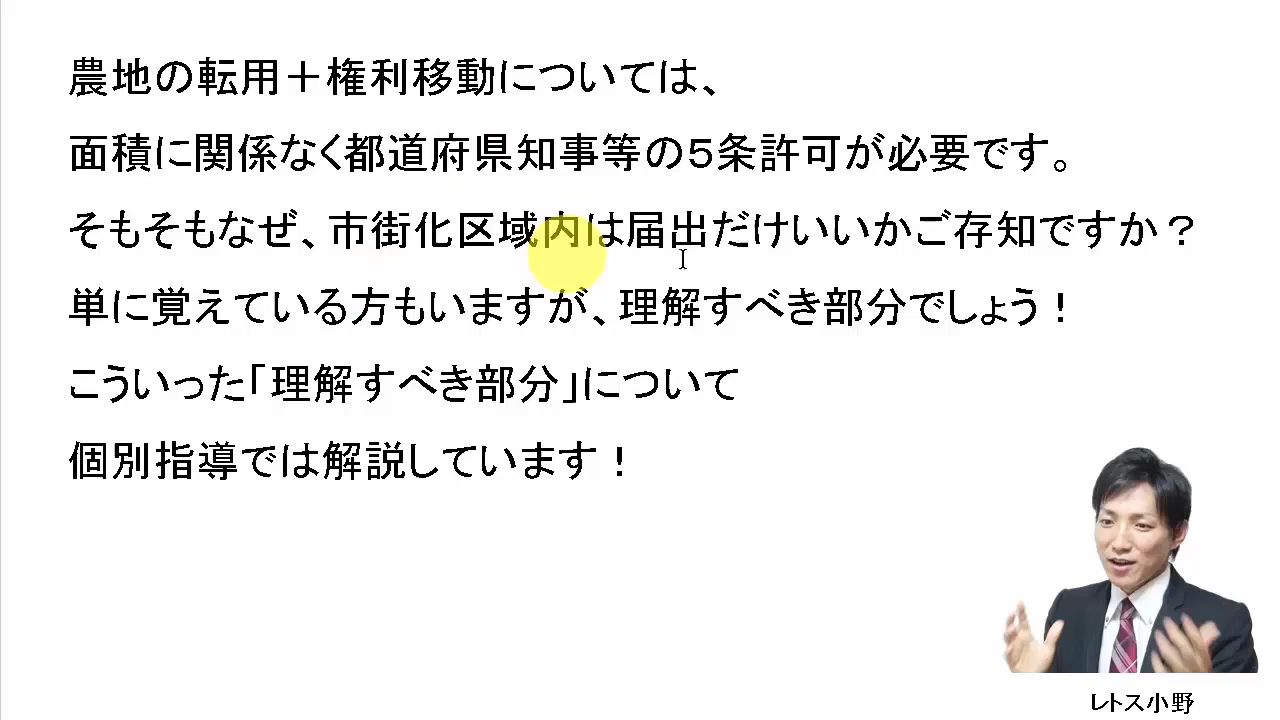 農地の転用＋権利移動については、
面積に関係なく都道府県知事等の５条許可が必要です。
そもそもなぜ、市街化区域内は届出だけいいかご存知ですか？
単に覚えている方もいますが、理解すべき部分でしょう！
こういった「理解すべき部分」について
個別指導では解説しています！
レトス小野